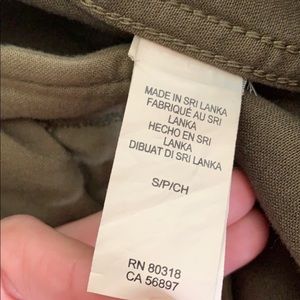 MADE IN SRI LANKA
FABRIQUÉ AU SRI
LANKA
HECHO EN SRI
LANKA
DIBUAT DI SRI LANKA
S/P/CH
RN 80318
CA 56897